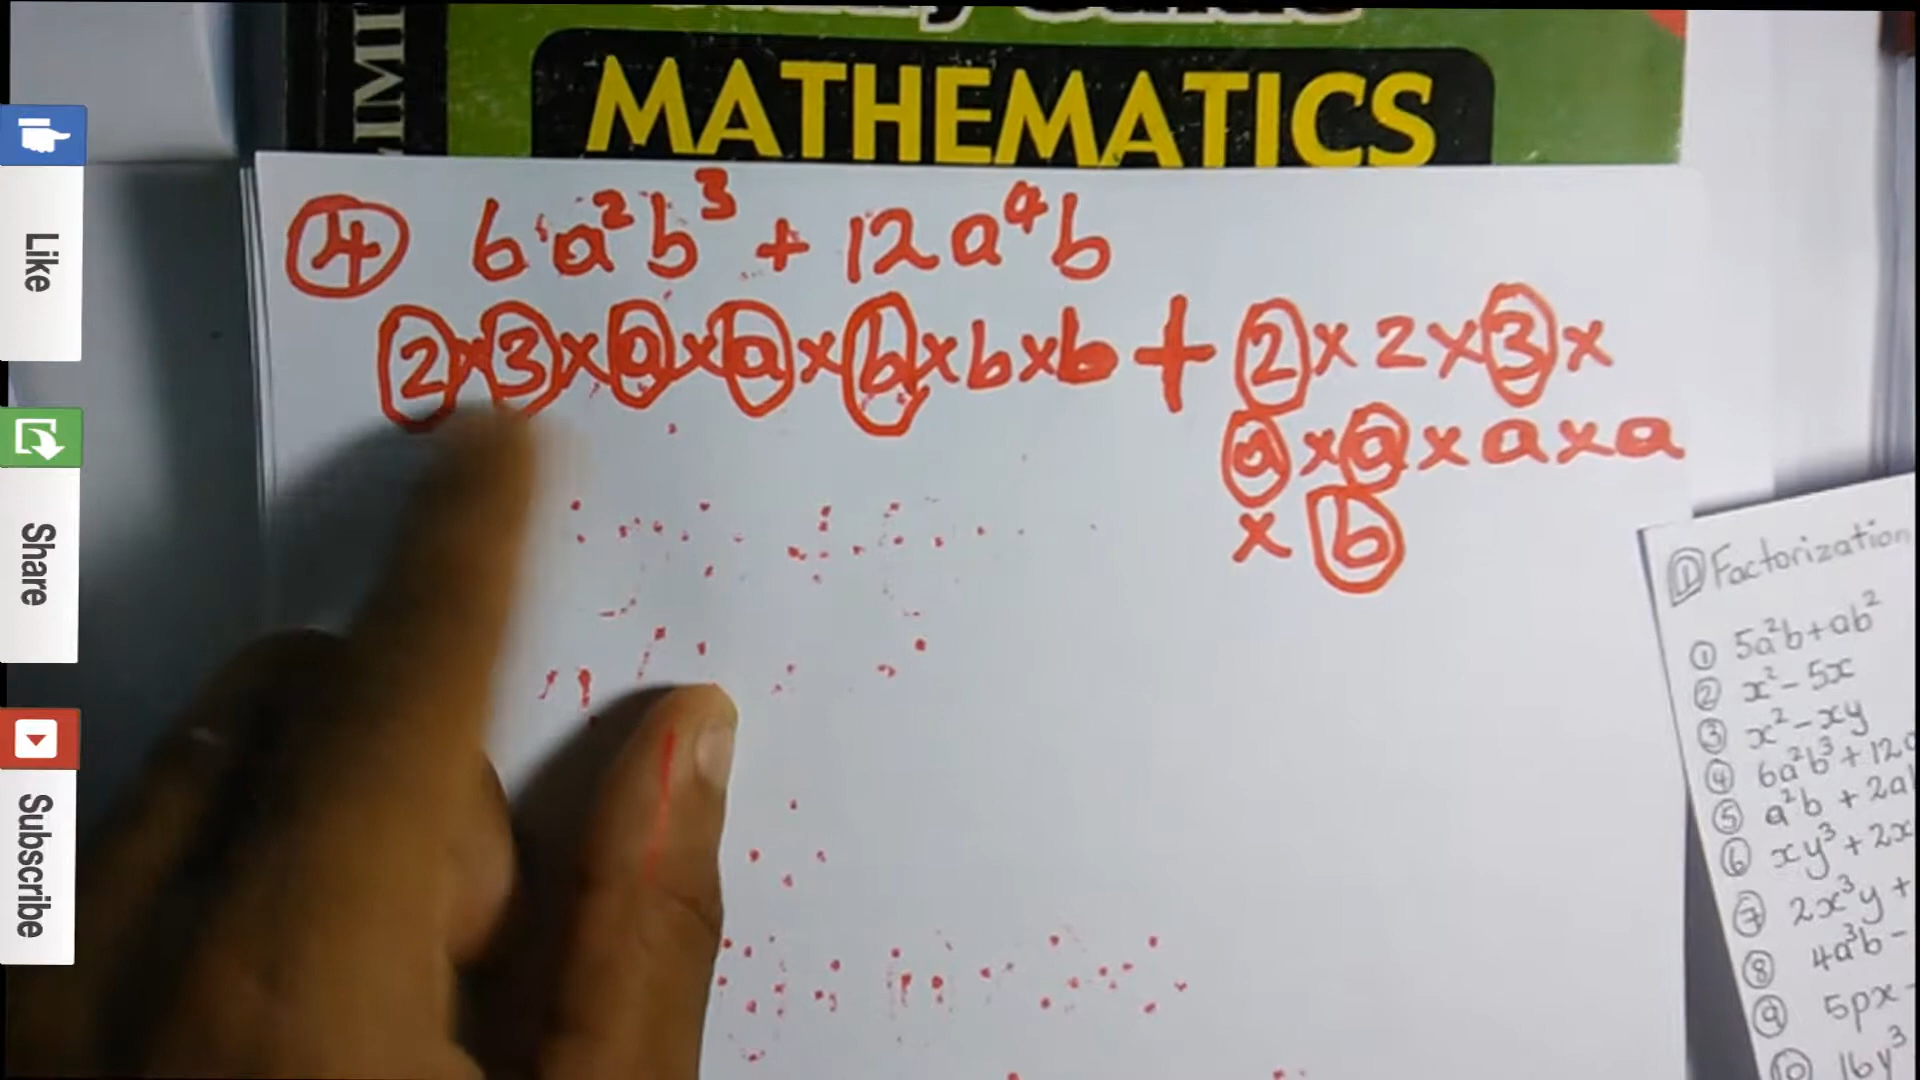 MATHEMATICS
④ 6a²b³ + 12a⁴b
2×3×a×a×b×b×b + 2×2×3×
a×a×a×a
×b
① Factorization
① 5a²b+ab²
② x²-5x
③ x²-xy
④ 6a²b³+12
⑤ a²b + 2a
⑥ xy³+2x
⑦ 2x³y+
⑧ 4a³b-
⑨ 5px-
⑩ 16y³
Like
Share
Subscribe